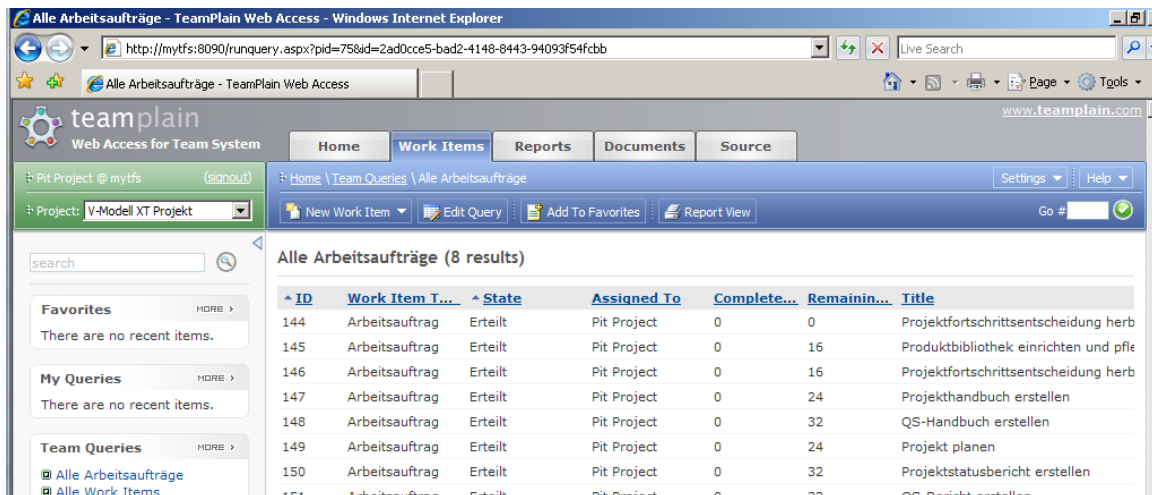 Alle Arbeitsaufträge - TeamPlain Web Access - Windows Internet Explorer
http://mytfs:8090/runquery.aspx?pid=75&id=2ad0cce5-bad2-4148-8443-94093f54fcbb Live Search
Alle Arbeitsaufträge - TeamPlain Web Access Page Tools
teamplain www.teamplain.com
Web Access for Team System Home Work Items Reports Documents Source
Pit Project @ mytfs (signout) Home \ Team Queries \ Alle Arbeitsaufträge Settings Help
Project: V-Modell XT Projekt New Work Item Edit Query Add To Favorites Report View Go #
search Alle Arbeitsaufträge (8 results)
ID Work Item T... State Assigned To Complete... Remainin... Title
Favorites MORE
There are no recent items.
My Queries MORE
There are no recent items.
Team Queries MORE
Alle Arbeitsaufträge
Alle Work Items
144 Arbeitsauftrag Erteilt Pit Project 0 0 Projektfortschrittsentscheidung herb
145 Arbeitsauftrag Erteilt Pit Project 0 16 Produktbibliothek einrichten und pfle
146 Arbeitsauftrag Erteilt Pit Project 0 16 Projektfortschrittsentscheidung herb
147 Arbeitsauftrag Erteilt Pit Project 0 24 Projekthandbuch erstellen
148 Arbeitsauftrag Erteilt Pit Project 0 32 QS-Handbuch erstellen
149 Arbeitsauftrag Erteilt Pit Project 0 24 Projekt planen
150 Arbeitsauftrag Erteilt Pit Project 0 32 Projektstatusbericht erstellen